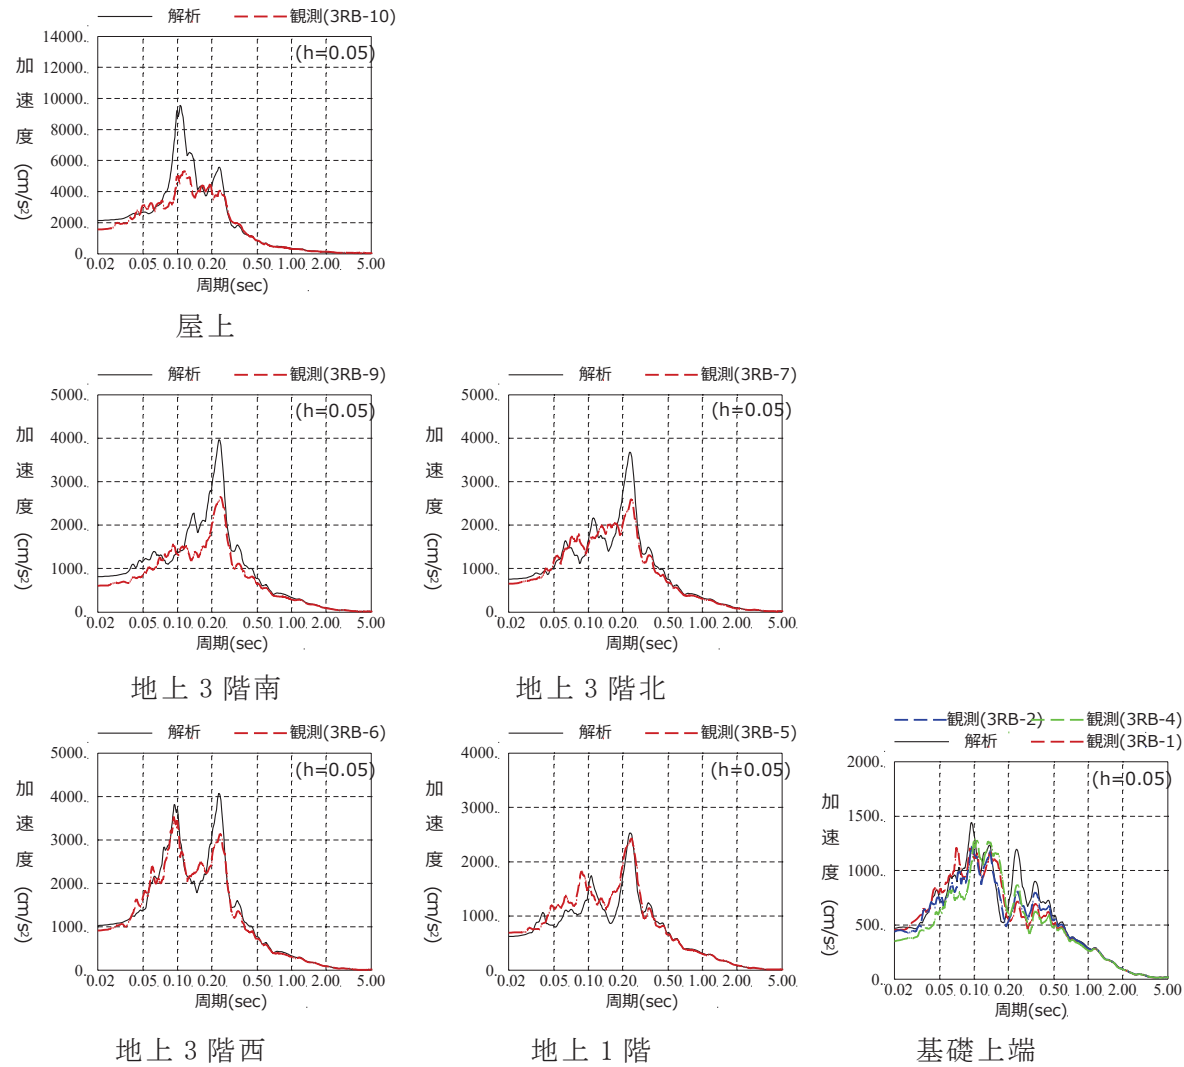 解析 観測(3RB-10)
(h=0.05)
加速度 (cm/s2)
14000.
12000.
10000.
8000.
6000.
4000.
2000.
0.
0.02 0.05 0.10 0.20 0.50 1.00 2.00 5.00
周期(sec)
屋上
解析 観測(3RB-9)
(h=0.05)
加速度 (cm/s2)
5000.
4000.
3000.
2000.
1000.
0.
0.02 0.05 0.10 0.20 0.50 1.00 2.00 5.00
周期(sec)
地上3階南
解析 観測(3RB-7)
(h=0.05)
加速度 (cm/s2)
5000.
4000.
3000.
2000.
1000.
0.
0.02 0.05 0.10 0.20 0.50 1.00 2.00 5.00
周期(sec)
地上3階北
解析 観測(3RB-6)
(h=0.05)
加速度 (cm/s2)
5000.
4000.
3000.
2000.
1000.
0.
0.02 0.05 0.10 0.20 0.50 1.00 2.00 5.00
周期(sec)
地上3階西
解析 観測(3RB-5)
(h=0.05)
加速度 (cm/s2)
4000.
3000.
2000.
1000.
0.
0.02 0.05 0.10 0.20 0.50 1.00 2.00 5.00
周期(sec)
地上1階
観測(3RB-2) 観測(3RB-4)
解析 観測(3RB-1)
(h=0.05)
加速度 (cm/s2)
2000.
1500.
1000.
500.
0.
0.02 0.05 0.10 0.20 0.50 1.00 2.00 5.00
周期(sec)
基礎上端